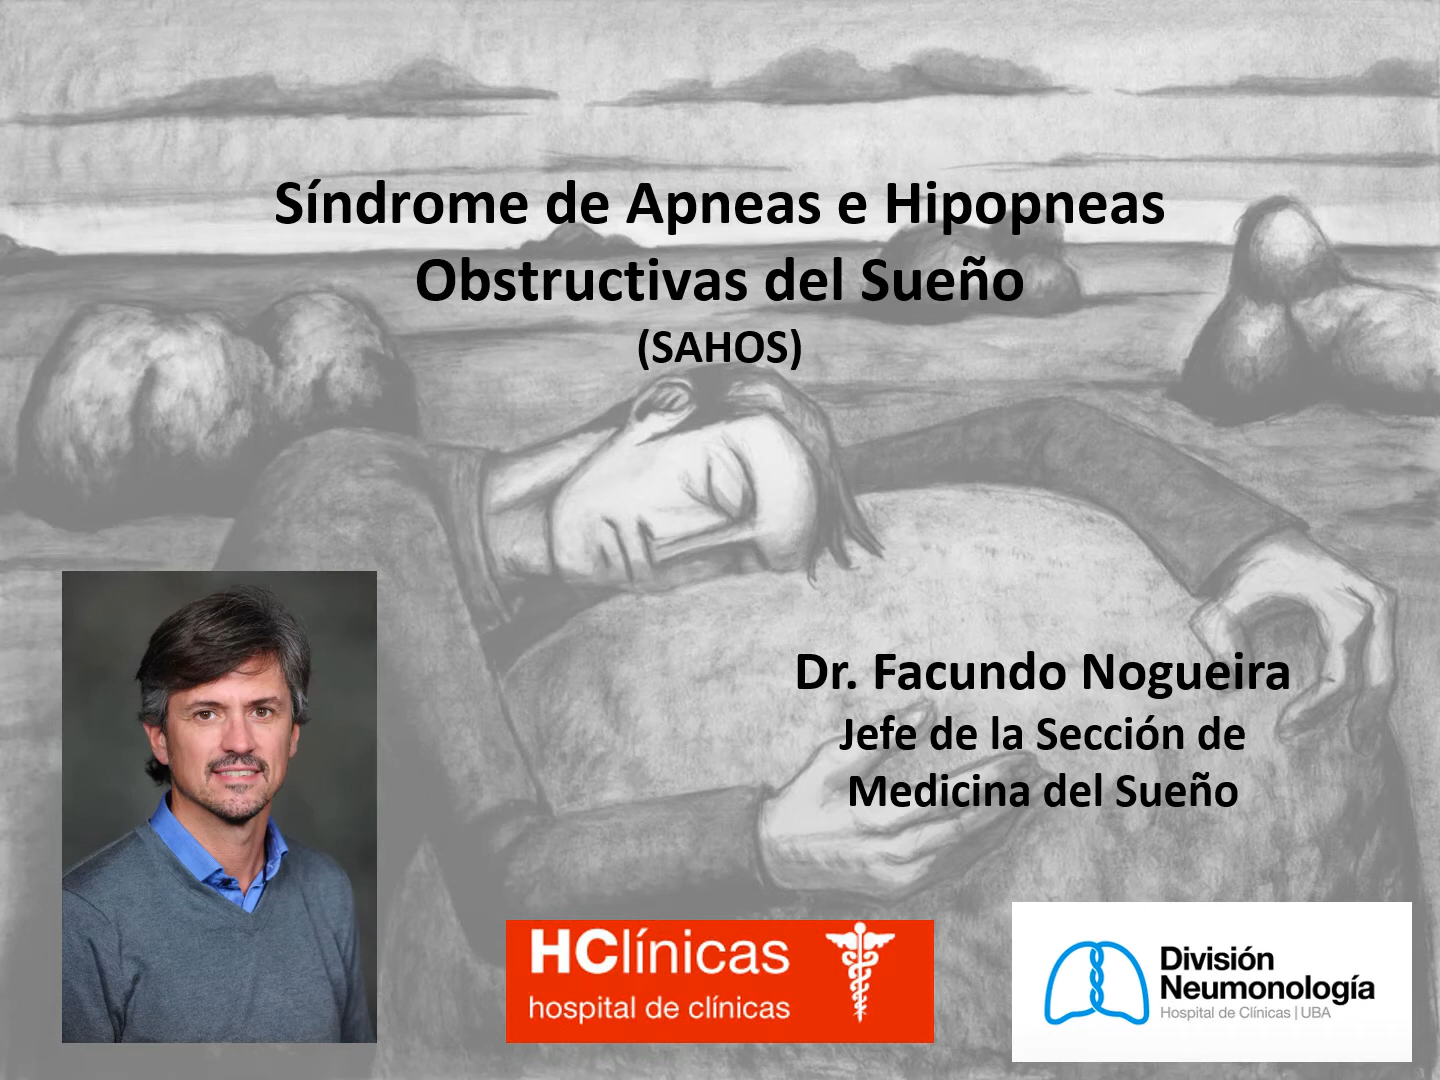 Síndrome de Apneas e Hipopneas
Obstructivas del Sueño
(SAHOS)
Dr. Facundo Nogueira
Jefe de la Sección de
Medicina del Sueño
HClínicas
hospital de clínicas
División
Neumonología
Hospital de Clínicas | UBA